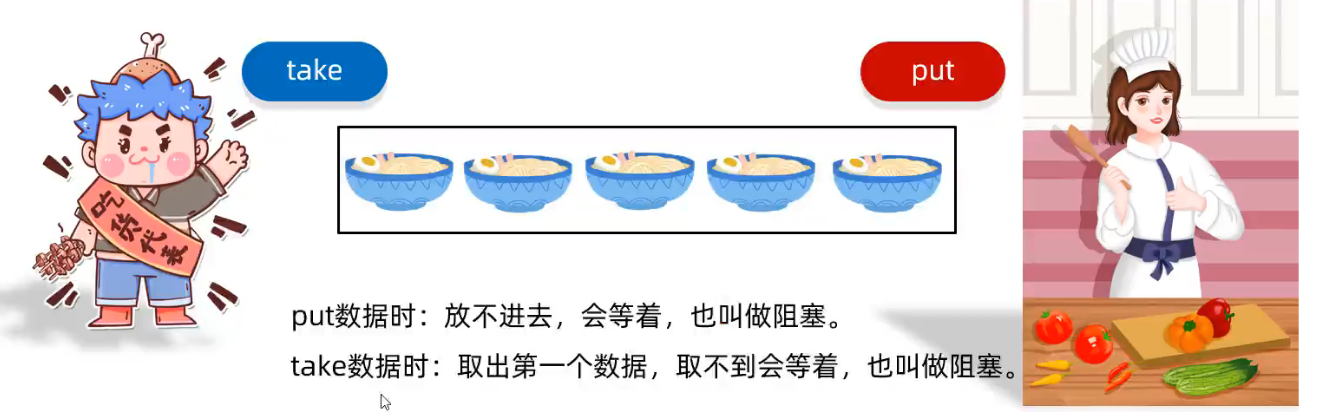 take
put
吃货代表
put数据时：放不进去，会等着，也叫做阻塞。
take数据时：取出第一个数据，取不到会等着，也叫做阻塞。